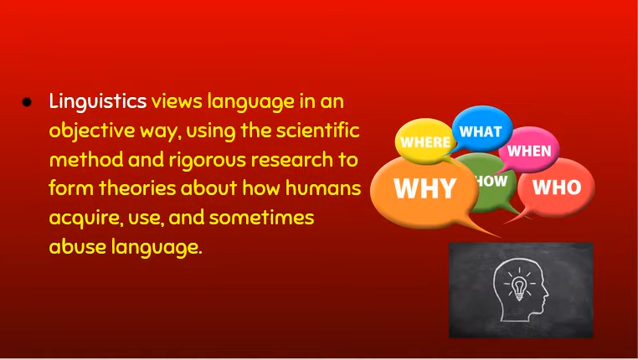 Linguistics views language in an
objective way, using the scientific
method and rigorous research to
form theories about how humans
acquire, use, and sometimes
abuse language.
WHERE
WHAT
WHEN
WHY
HOW
WHO